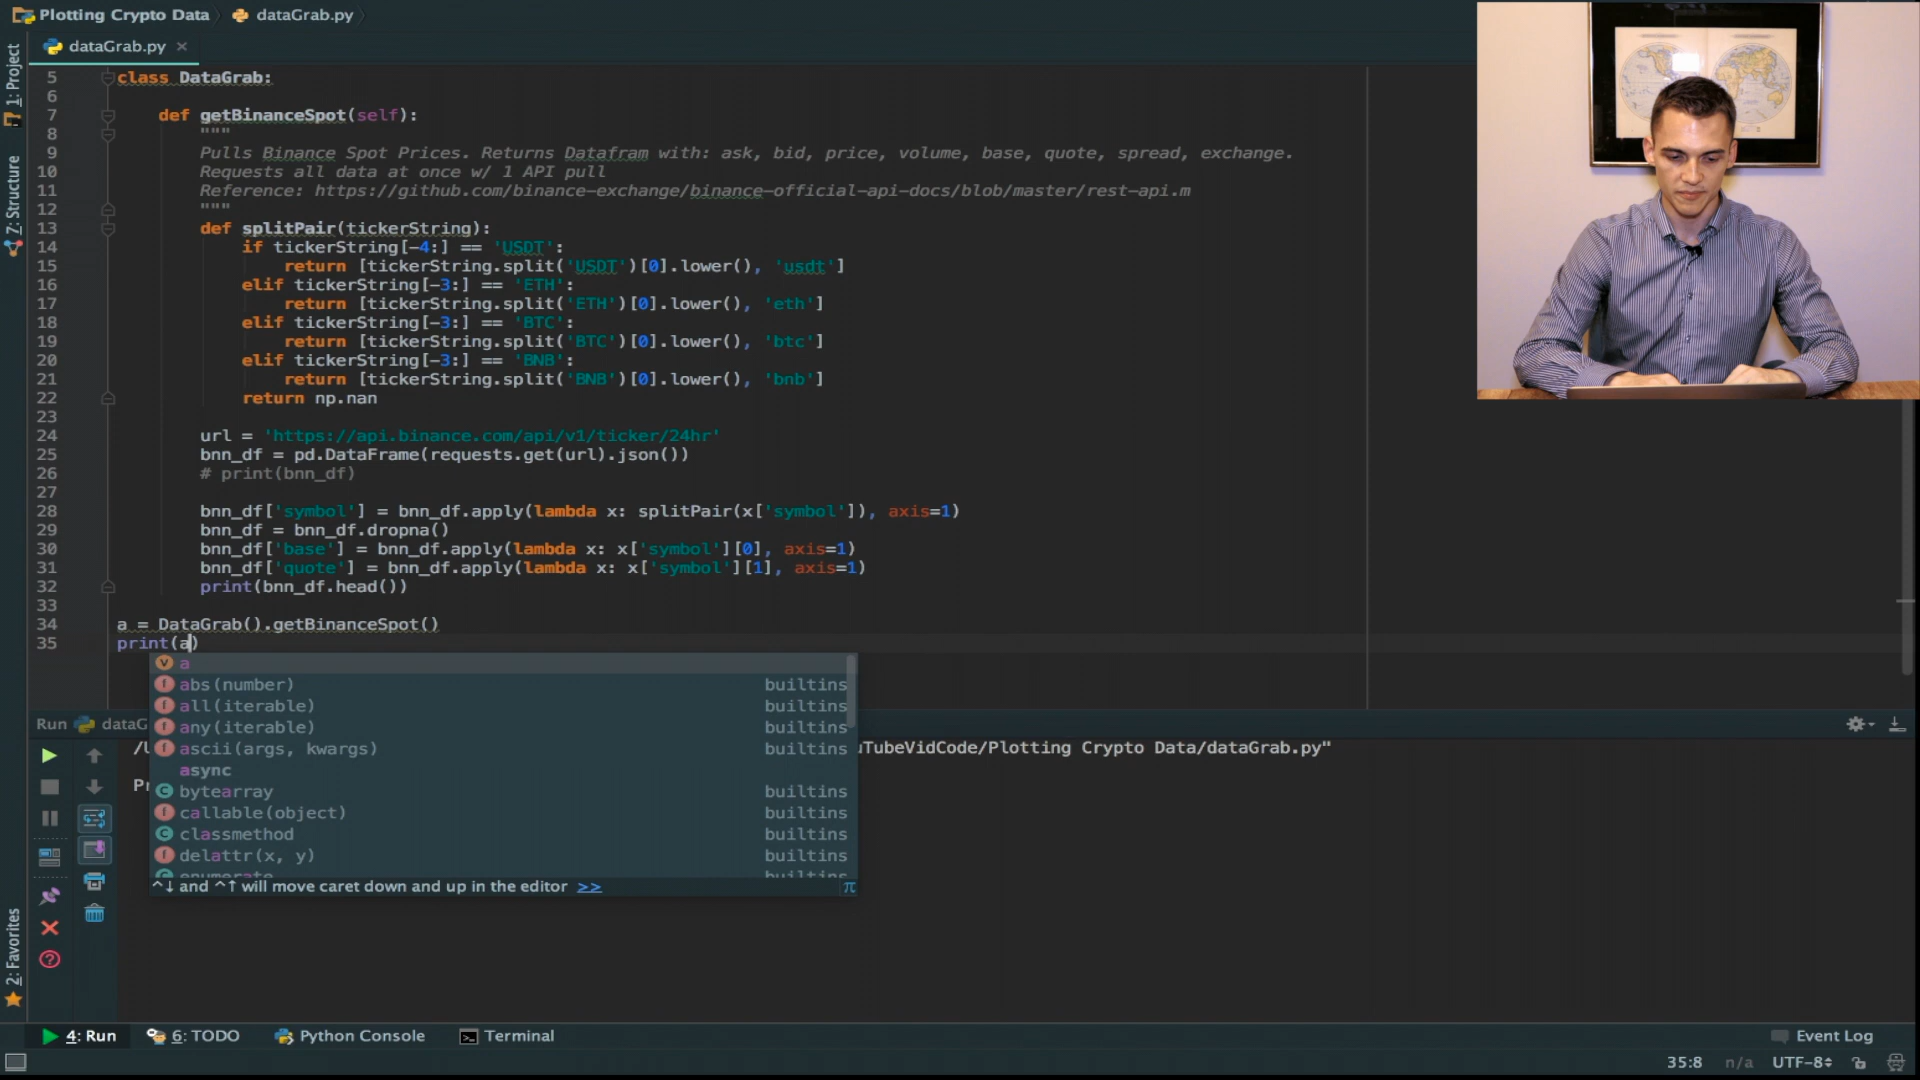 Plotting Crypto Data
dataGrab.py
dataGrab.py
1: Project
7: Structure
2: Favorites
5 class DataGrab:
6
7 def getBinanceSpot(self):
8 """
9 Pulls Binance Spot Prices. Returns Datafram with: ask, bid, price, volume, base, quote, spread, exchange.
10 Requests all data at once w/ 1 API pull
11 Reference: https://github.com/binance-exchange/binance-official-api-docs/blob/master/rest-api.m
12 """
13 def splitPair(tickerString):
14 if tickerString[-4:] == 'USDT':
15 return [tickerString.split('USDT')[0].lower(), 'usdt']
16 elif tickerString[-3:] == 'ETH':
17 return [tickerString.split('ETH')[0].lower(), 'eth']
18 elif tickerString[-3:] == 'BTC':
19 return [tickerString.split('BTC')[0].lower(), 'btc']
20 elif tickerString[-3:] == 'BNB':
21 return [tickerString.split('BNB')[0].lower(), 'bnb']
22 return np.nan
23
24 url = 'https://api.binance.com/api/v1/ticker/24hr'
25 bnn_df = pd.DataFrame(requests.get(url).json())
26 # print(bnn_df)
27
28 bnn_df['symbol'] = bnn_df.apply(lambda x: splitPair(x['symbol']), axis=1)
29 bnn_df = bnn_df.dropna()
30 bnn_df['base'] = bnn_df.apply(lambda x: x['symbol'][0], axis=1)
31 bnn_df['quote'] = bnn_df.apply(lambda x: x['symbol'][1], axis=1)
32 print(bnn_df.head())
33
34 a = DataGrab().getBinanceSpot()
35 print(a)
v a
f abs(number) builtins
f all(iterable) builtins
f any(iterable) builtins
f ascii(args, kwargs) builtins
async
C bytearray builtins
f callable(object) builtins
C classmethod builtins
f delattr(x, y) builtins
C enumerate builtins
^↓ and ^↑ will move caret down and up in the editor >> π
Run dataG
uTubeVidCode/Plotting Crypto Data/dataGrab.py"
Pr
4: Run 6: TODO Python Console Terminal Event Log
35:8 n/a UTF-8